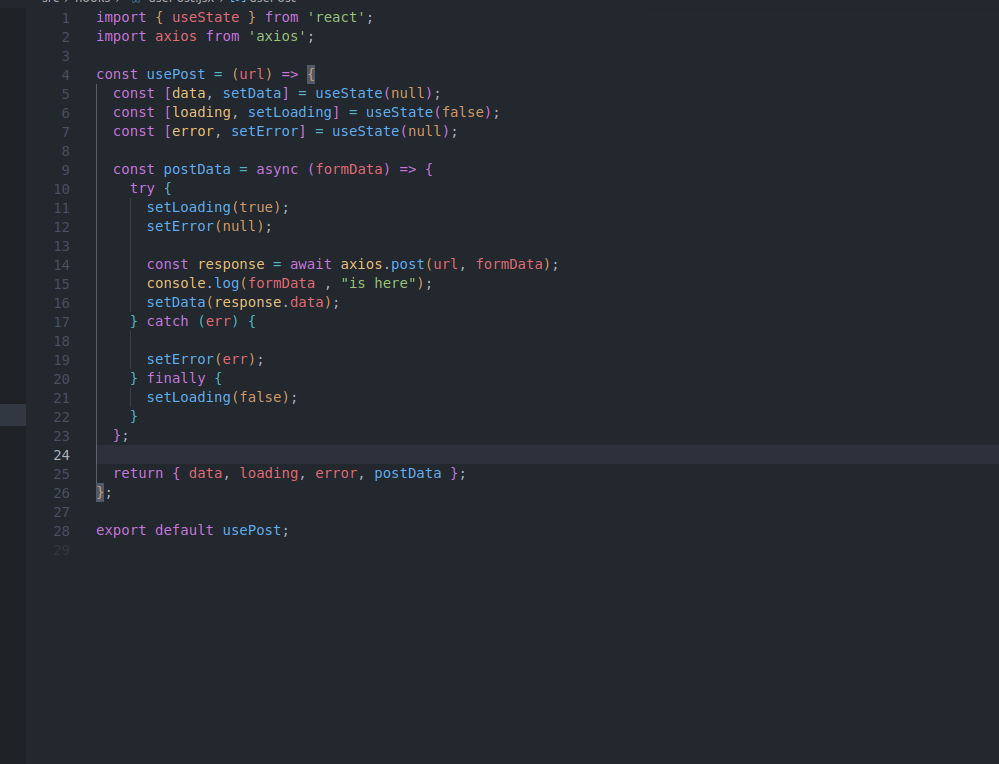 src > hooks > usePost.jsx > usePost
1 import { useState } from 'react';
2 import axios from 'axios';
3
4 const usePost = (url) => {
5 const [data, setData] = useState(null);
6 const [loading, setLoading] = useState(false);
7 const [error, setError] = useState(null);
8
9 const postData = async (formData) => {
10 try {
11 setLoading(true);
12 setError(null);
13
14 const response = await axios.post(url, formData);
15 console.log(formData , "is here");
16 setData(response.data);
17 } catch (err) {
18
19 setError(err);
20 } finally {
21 setLoading(false);
22 }
23 };
24
25 return { data, loading, error, postData };
26 };
27
28 export default usePost;
29